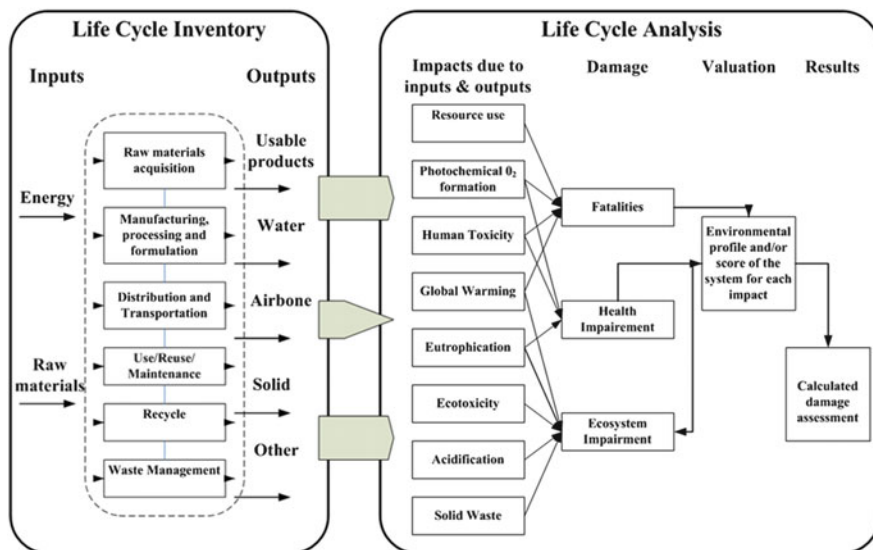 Life Cycle Inventory
Inputs
Outputs
Energy
Raw
materials
Raw materials
acquisition
Manufacturing,
processing and
formulation
Distribution and
Transportation
Use/Reuse/
Maintenance
Recycle
Waste Management
Usable
products
Water
Airbone
Solid
Other
Life Cycle Analysis
Impacts due to
inputs & outputs
Damage
Valuation
Results
Resource use
Photochemical 0₂
formation
Human Toxicity
Global Warming
Eutrophication
Ecotoxicity
Acidification
Solid Waste
Fatalities
Health
Impairement
Ecosystem
Impairment
Environmental
profile and/or
score of the
system for each
impact
Calculated
damage
assessment